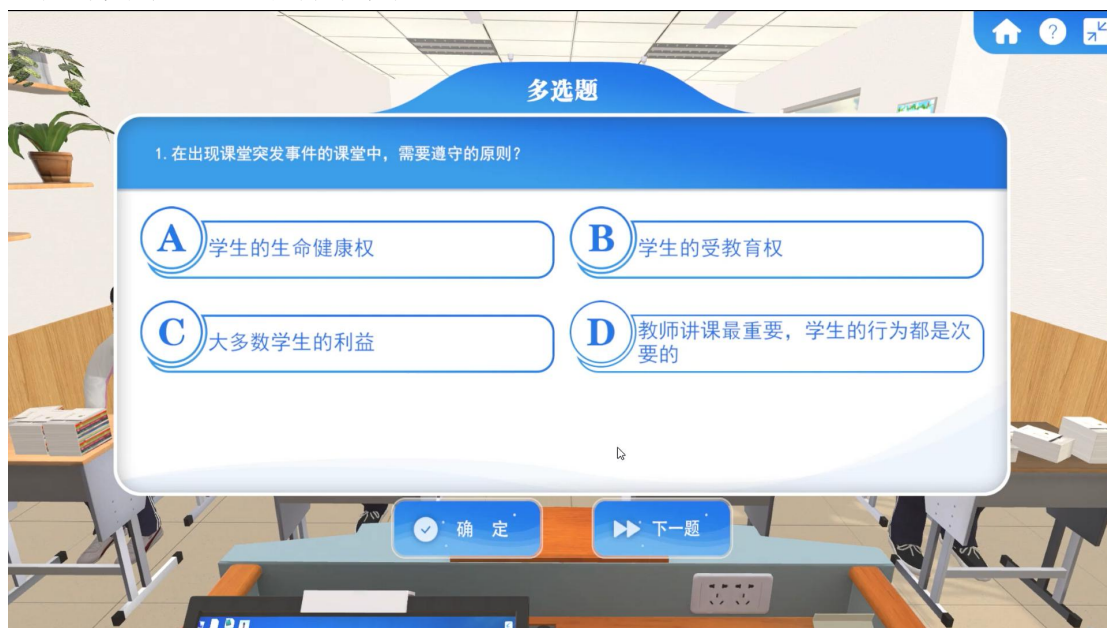 多选题
1. 在出现课堂突发事件的课堂中，需要遵守的原则？
A 学生的生命健康权
B 学生的受教育权
C 大多数学生的利益
D 教师讲课最重要，学生的行为都是次
要的
确 定
下一题